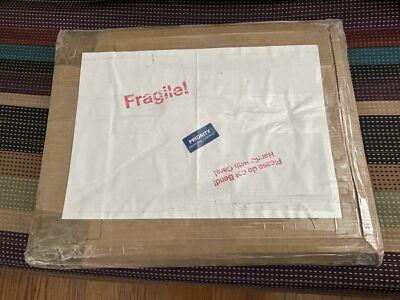 Fragile!
PRIORITY
Please do not Bend!
Handle with Care!